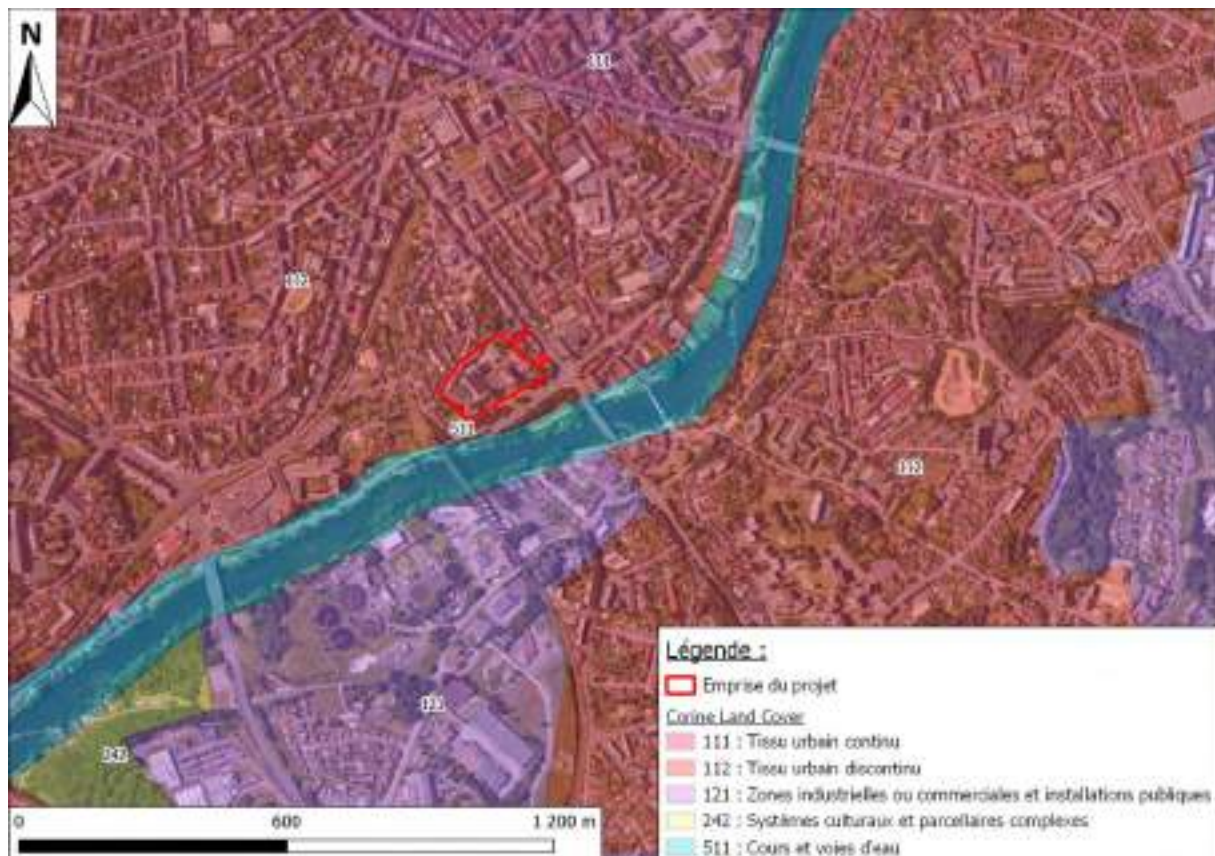 N
111
112
511
112
121
242
Légende :
Emprise du projet
Corine Land Cover
111 : Tissu urbain continu
112 : Tissu urbain discontinu
121 : Zones industrielles ou commerciales et installations publiques
242 : Systèmes culturaux et parcellaires complexes
511 : Cours et voies d'eau
0 600 1 200 m